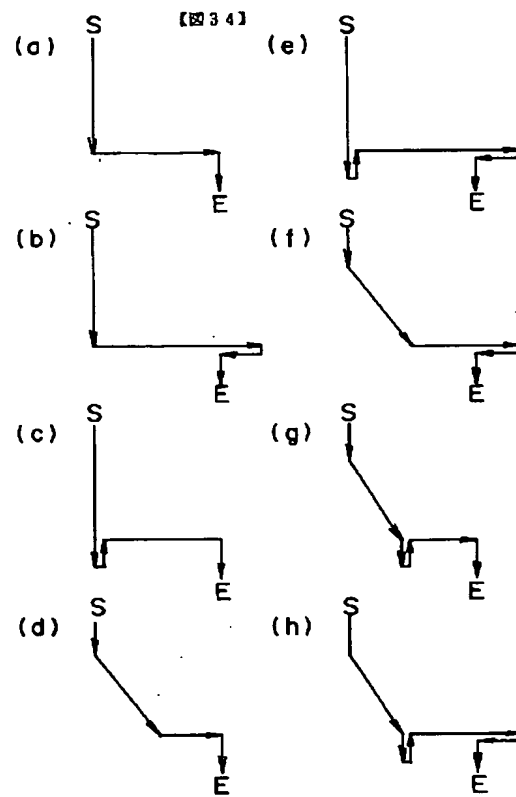 【図34】
(a) S E
(b) S E
(c) S E
(d) S E
(e) S E
(f) S E
(g) S E
(h) S E